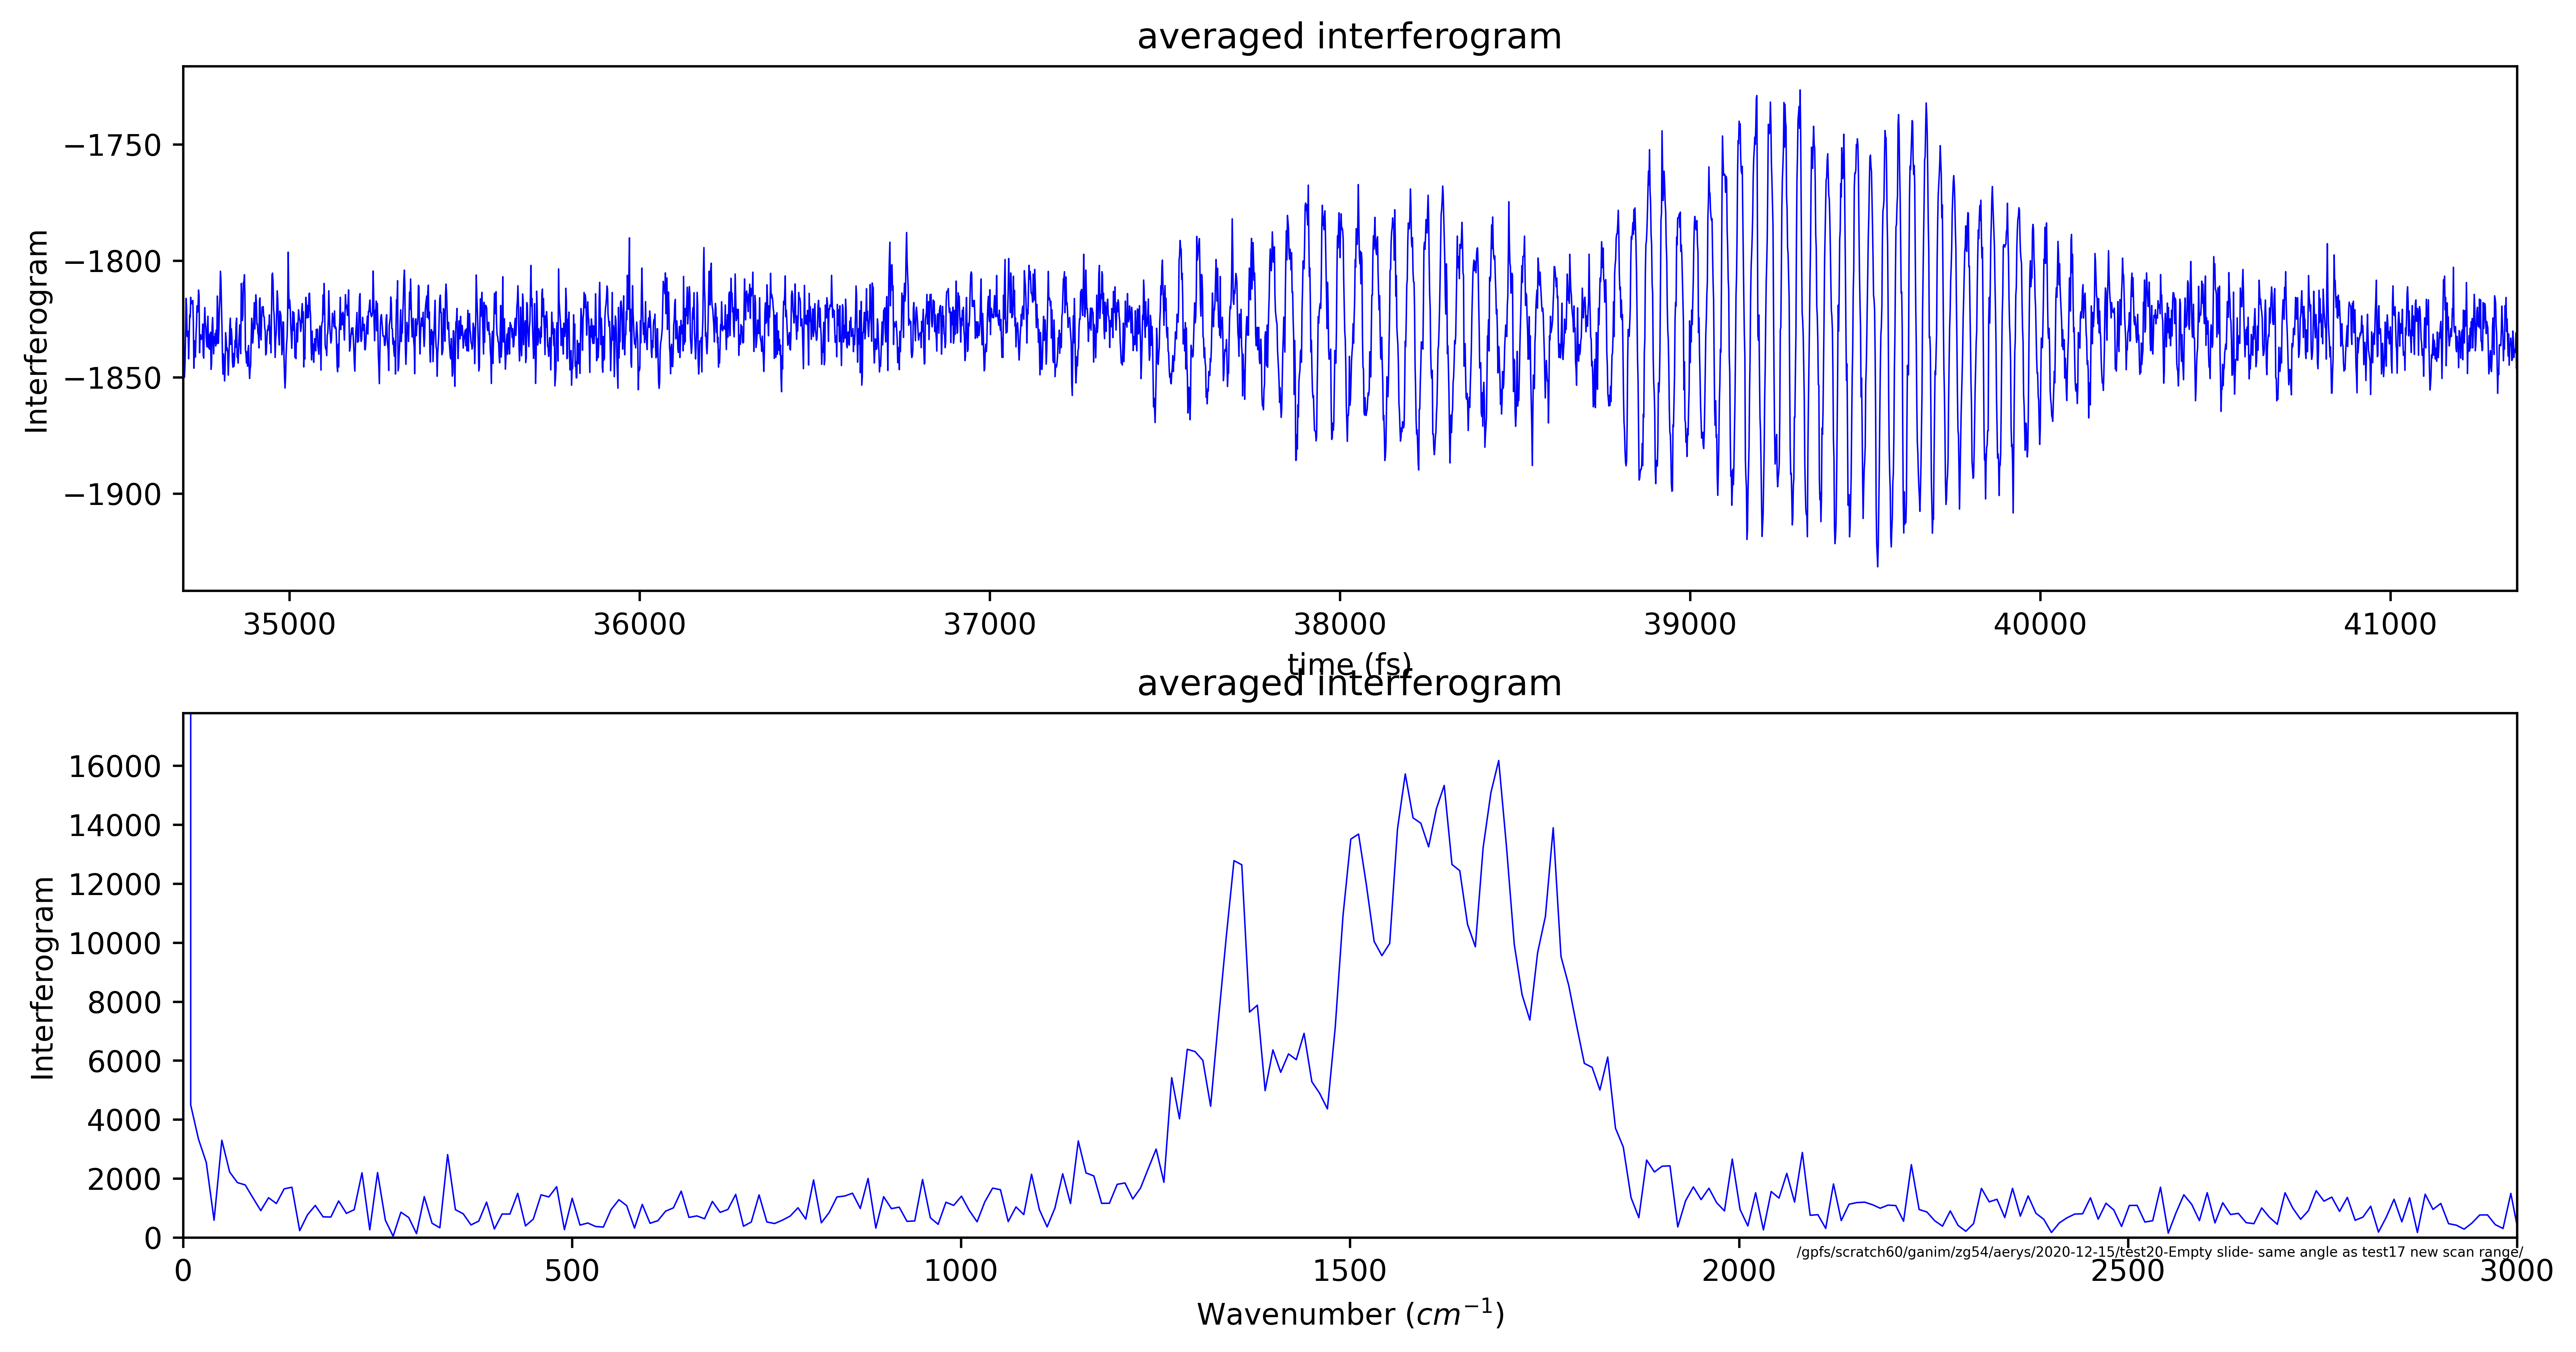 averaged interferogram
Interferogram
−1750
−1800
−1850
−1900
35000 36000 37000 38000 39000 40000 41000
time (fs)
averaged interferogram
Interferogram
16000
14000
12000
10000
8000
6000
4000
2000
0
/gpfs/scratch60/ganim/zg54/aerys/2020-12-15/test20-Empty slide- same angle as test17 new scan range/
0 500 1000 1500 2000 2500 3000
Wavenumber (cm⁻¹)